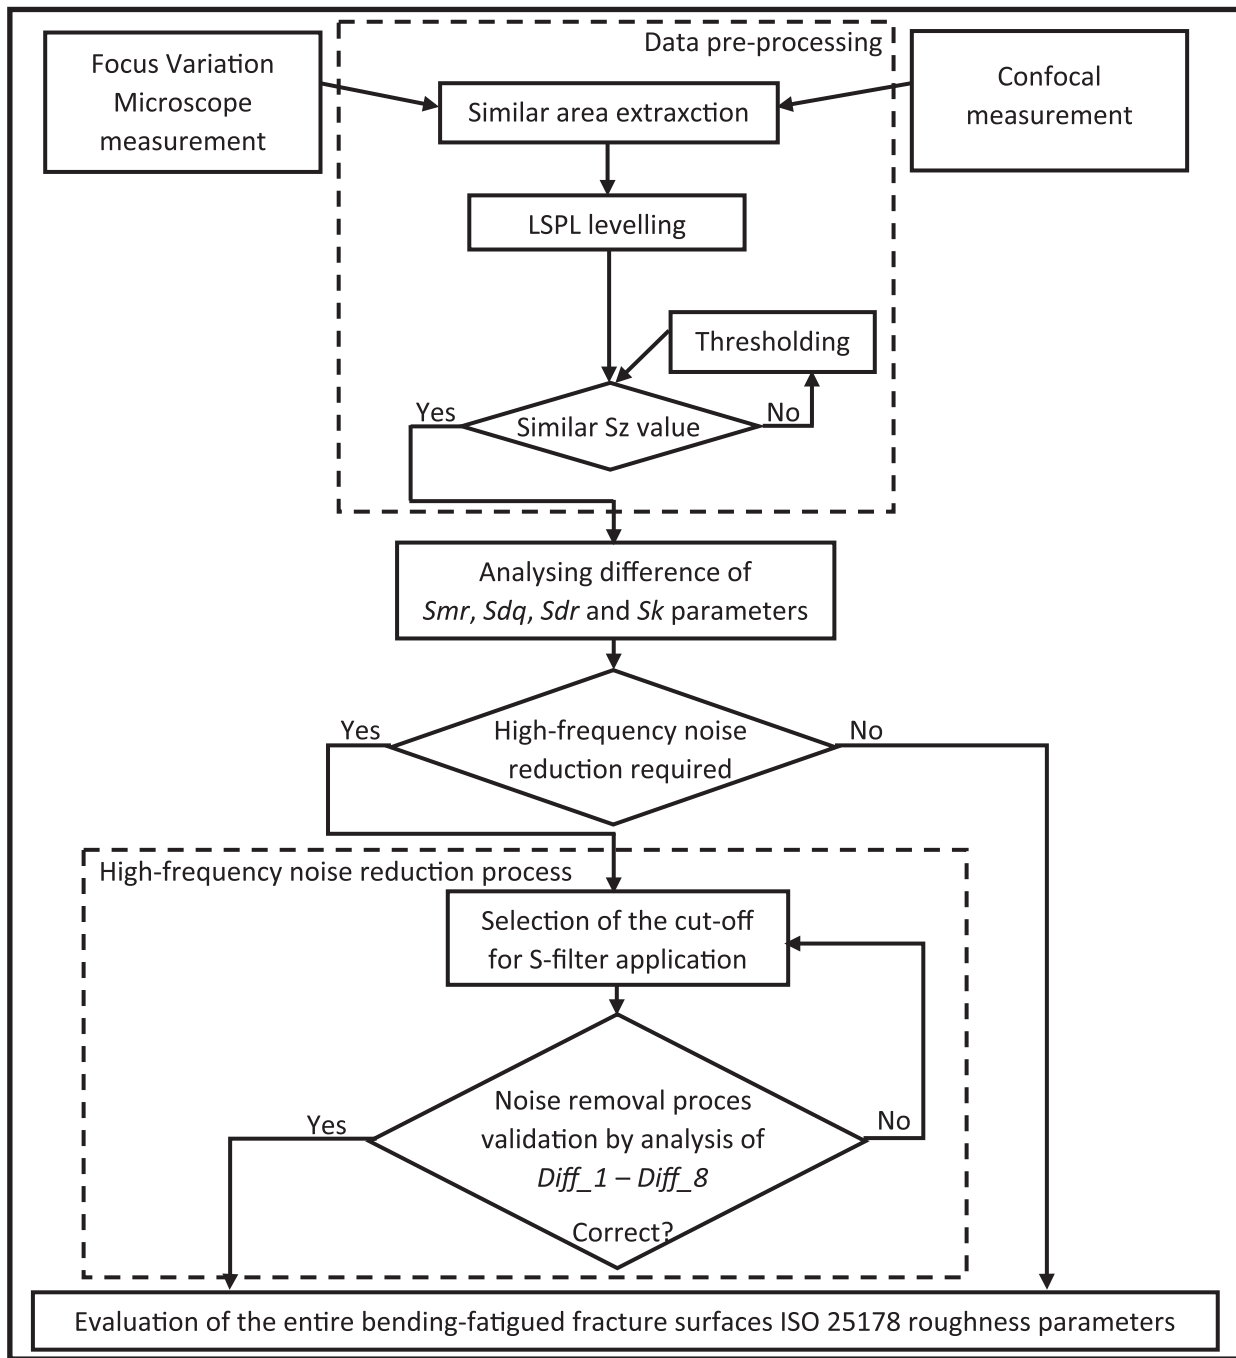 Data pre-processing
Focus Variation
Microscope
measurement
Similar area extraxction
Confocal
measurement
LSPL levelling
Thresholding
Yes
No
Similar Sz value
Analysing difference of
Smr, Sdq, Sdr and Sk parameters
Yes
No
High-frequency noise
reduction required
High-frequency noise reduction process
Selection of the cut-off
for S-filter application
Noise removal proces
validation by analysis of
Diff_1 – Diff_8
Correct?
Yes
No
Evaluation of the entire bending-fatigued fracture surfaces ISO 25178 roughness parameters